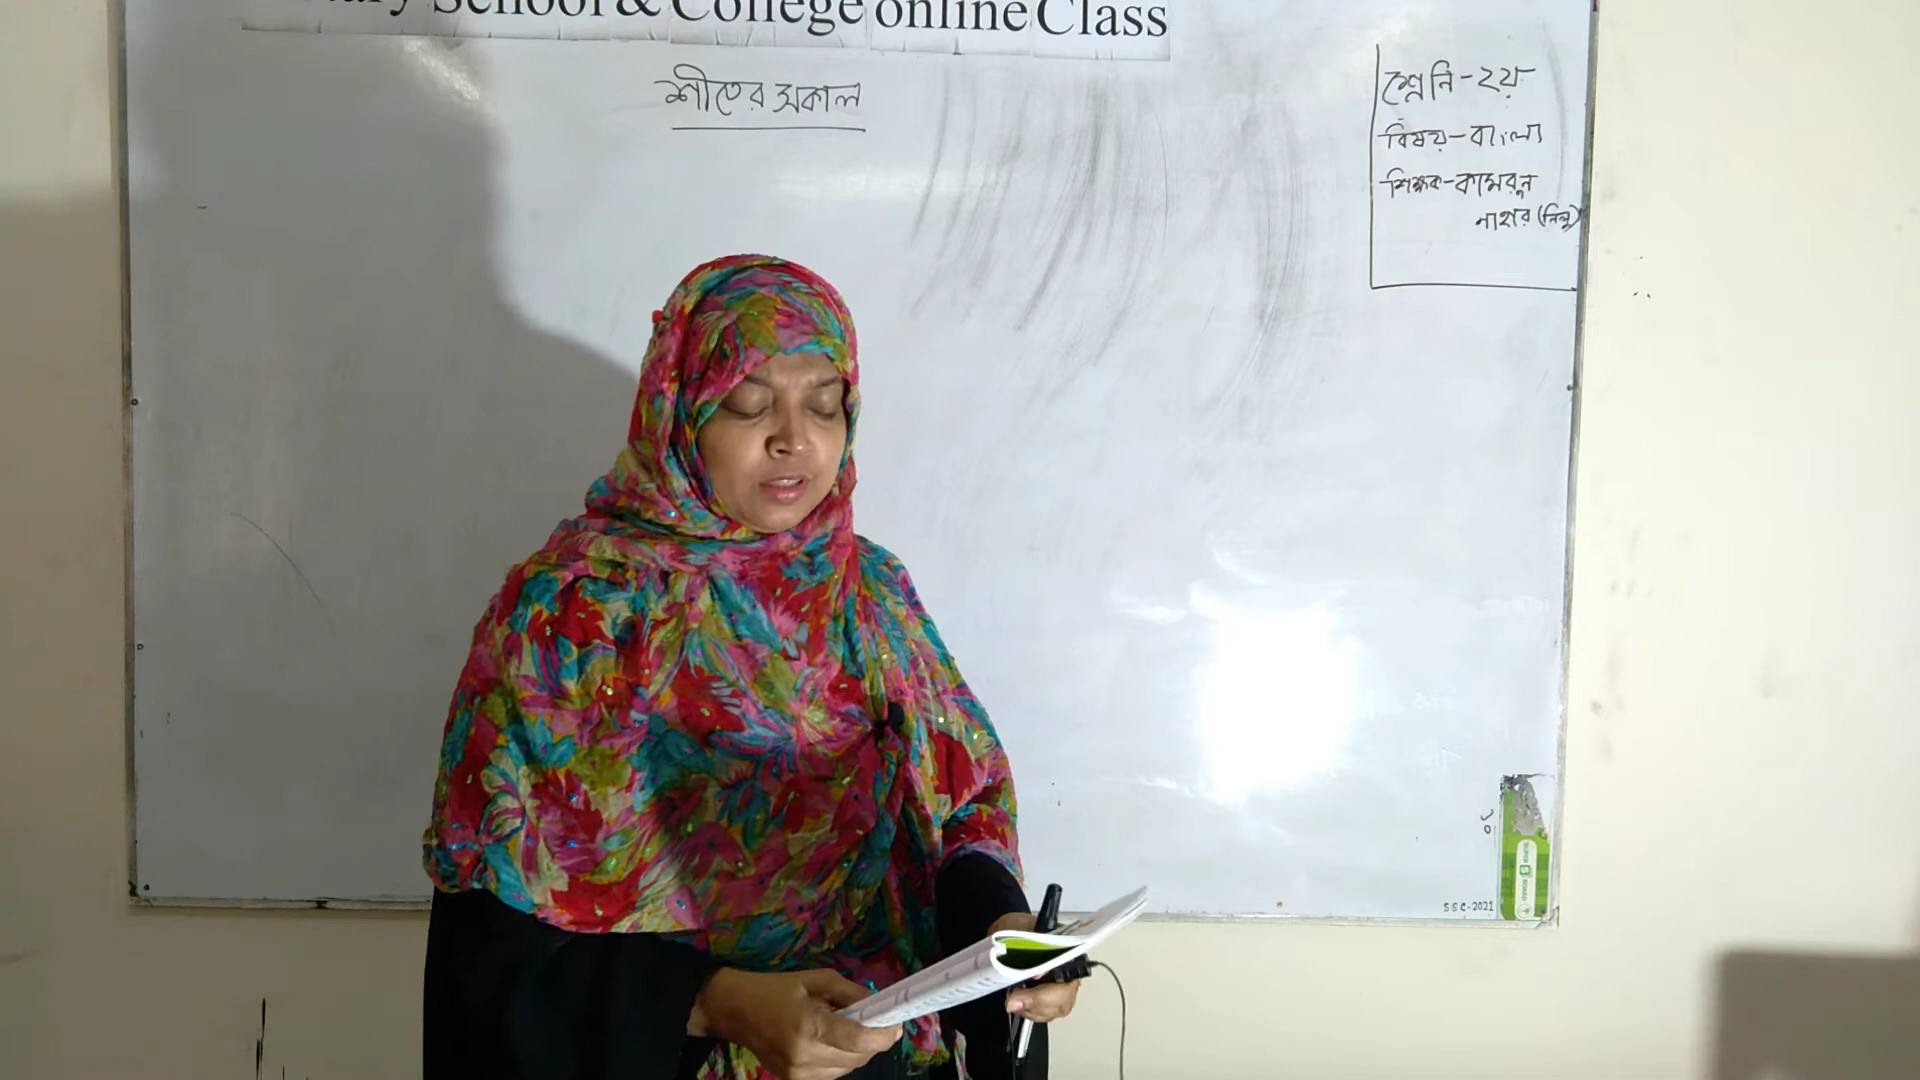 School & College online Class
শীতের সকাল
শ্রেনি - ২য়
বিষয় - বাংলা
শিক্ষক - কামরুন
নাহার (নিলু)
SSC-2021